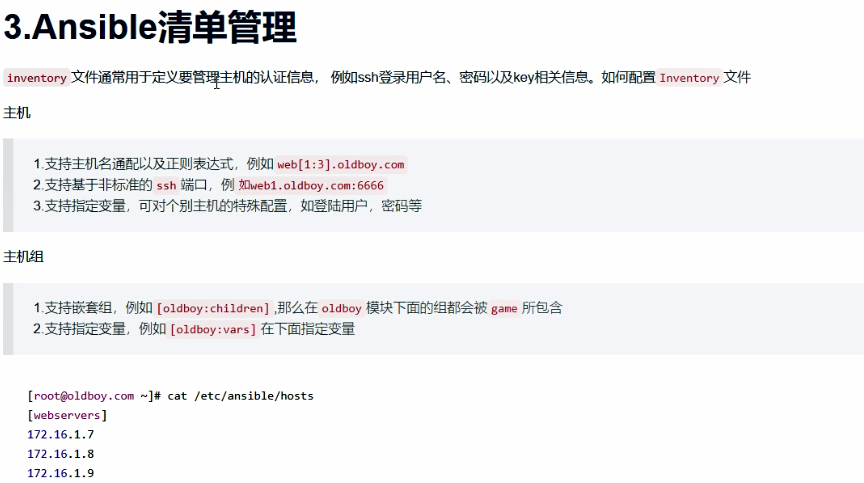 3.Ansible清单管理
inventory 文件通常用于定义要管理主机的认证信息， 例如ssh登录用户名、密码以及key相关信息。如何配置 Inventory 文件
主机
1.支持主机名通配以及正则表达式，例如 web[1:3].oldboy.com
2.支持基于非标准的 ssh 端口，例 如web1.oldboy.com:6666
3.支持指定变量，可对个别主机的特殊配置，如登陆用户，密码等
主机组
1.支持嵌套组，例如 [oldboy:children] ,那么在 oldboy 模块下面的组都会被 game 所包含
2.支持指定变量，例如 [oldboy:vars] 在下面指定变量
[root@oldboy.com ~]# cat /etc/ansible/hosts
[webservers]
172.16.1.7
172.16.1.8
172.16.1.9